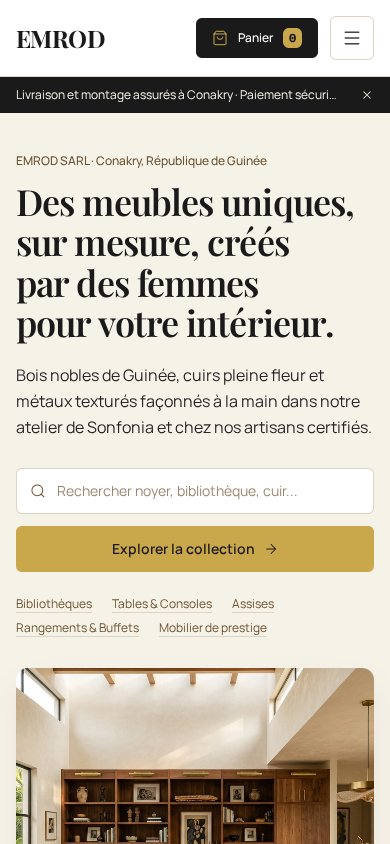 EMROD
Panier 0
Livraison et montage assurés à Conakry · Paiement sécuri...
EMROD SARL · Conakry, République de Guinée
Des meubles uniques,
sur mesure, créés
par des femmes
pour votre intérieur.
Bois nobles de Guinée, cuirs pleine fleur et
métaux texturés façonnés à la main dans notre
atelier de Sonfonia et chez nos artisans certifiés.
Rechercher noyer, bibliothèque, cuir...
Explorer la collection →
Bibliothèques Tables & Consoles Assises
Rangements & Buffets Mobilier de prestige